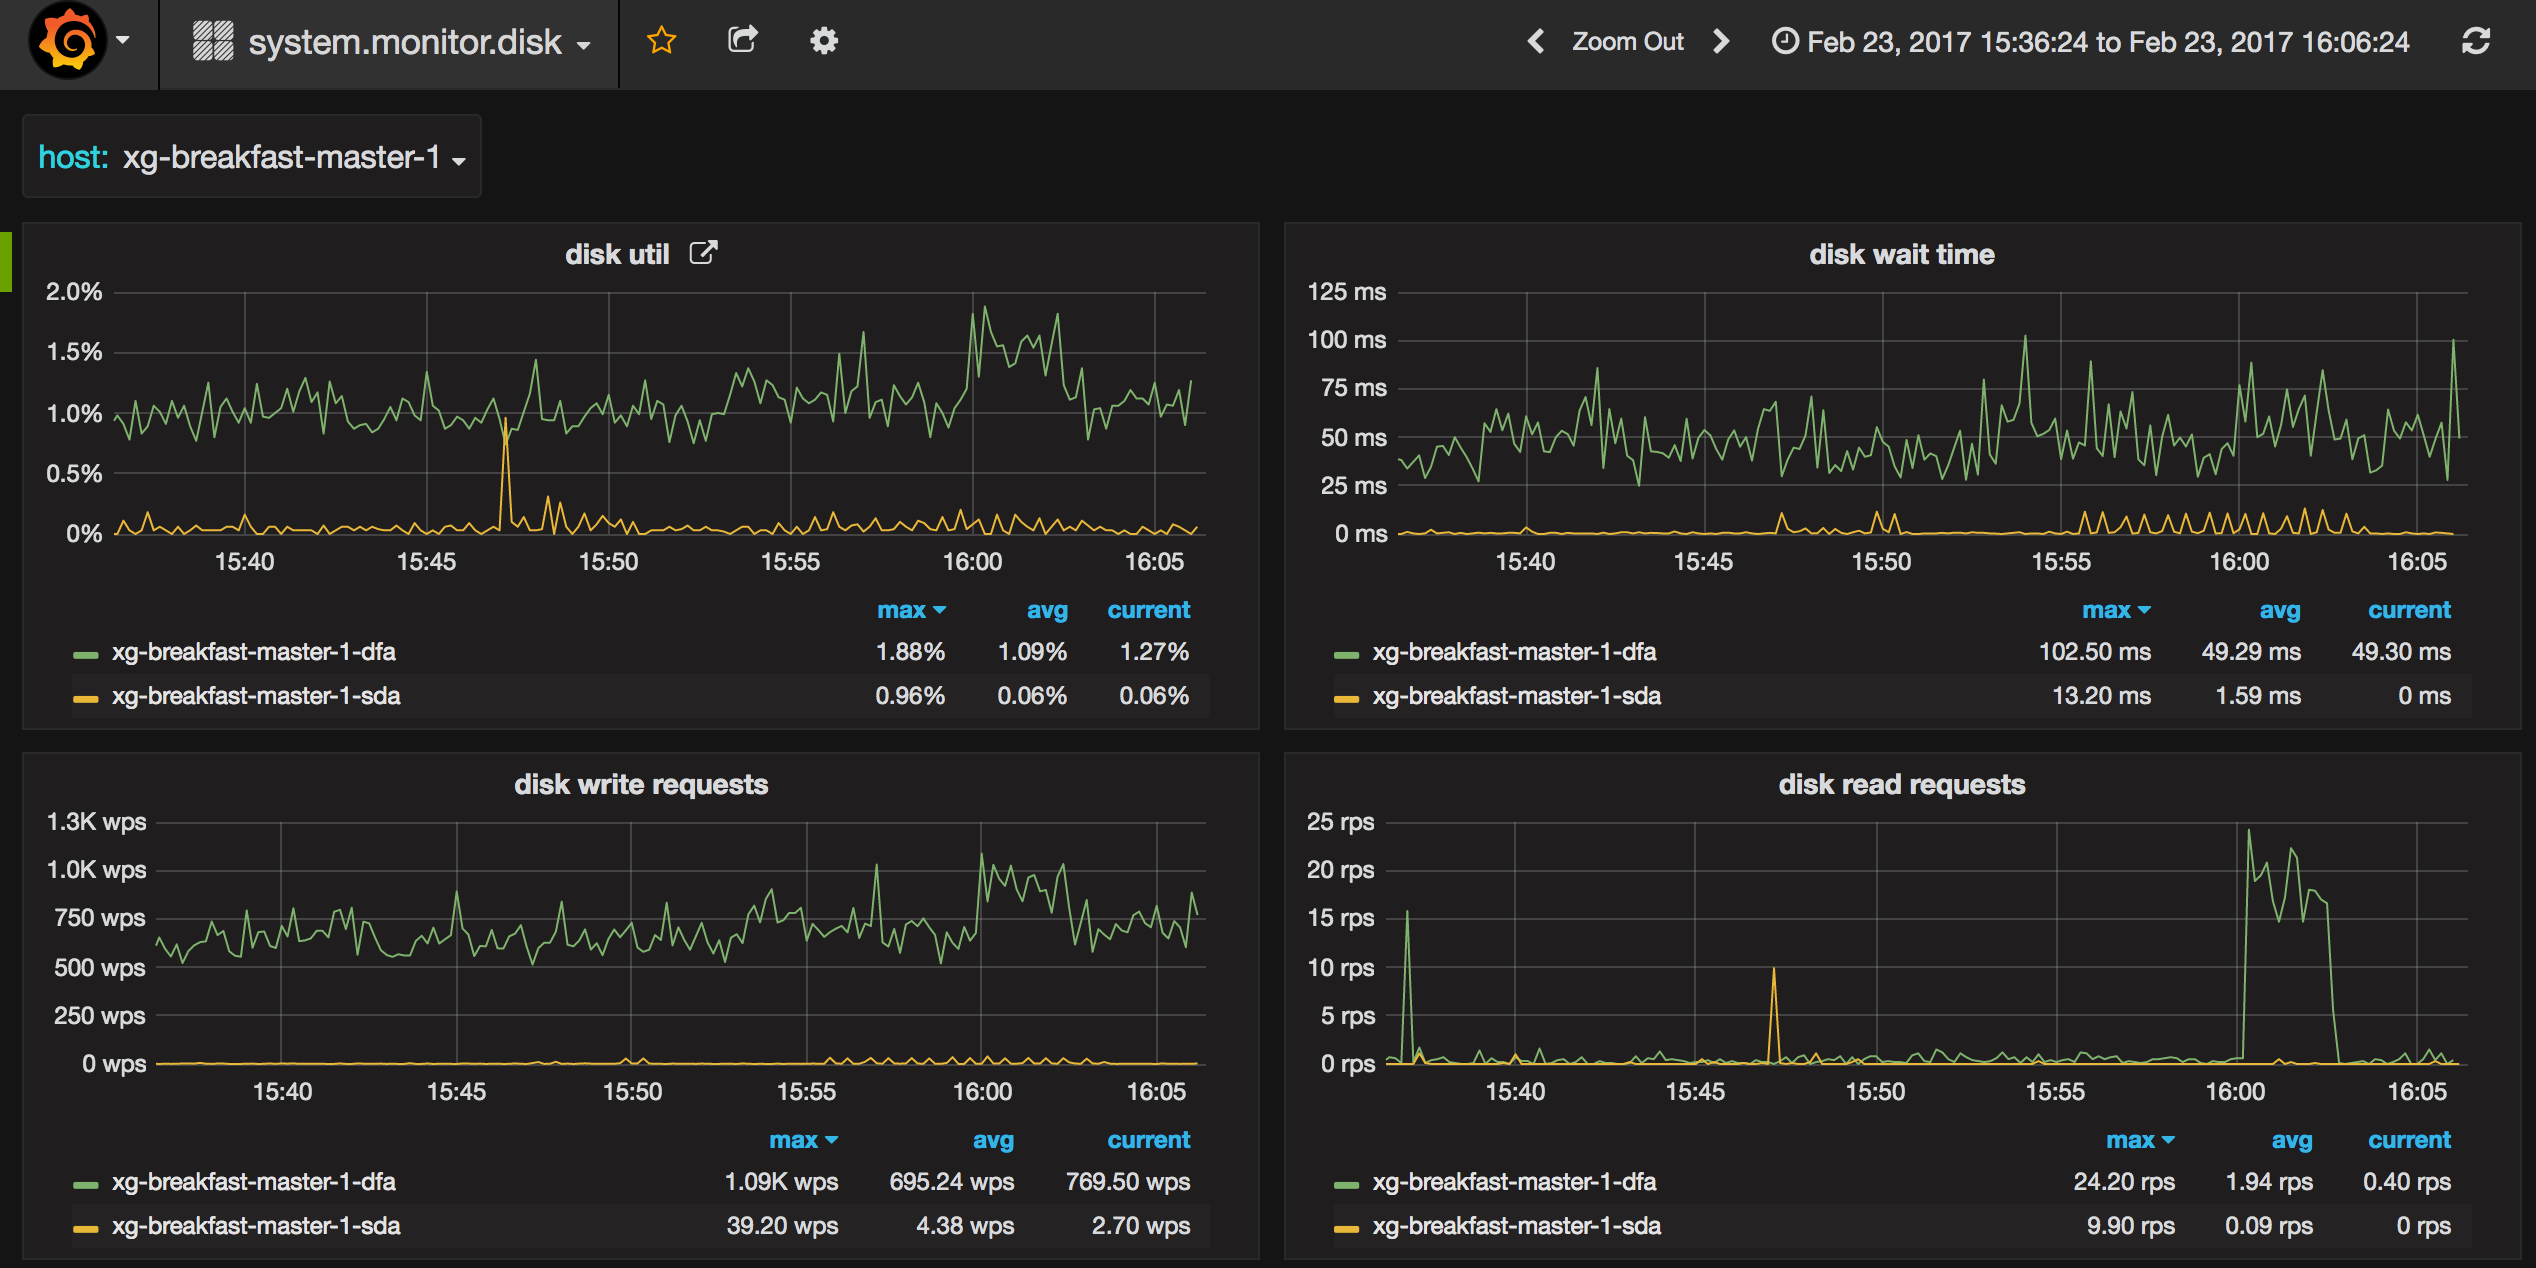 system.monitor.disk
Zoom Out
Feb 23, 2017 15:36:24 to Feb 23, 2017 16:06:24
host: xg-breakfast-master-1
disk util
2.0%
1.5%
1.0%
0.5%
0%
15:40 15:45 15:50 15:55 16:00 16:05
max avg current
xg-breakfast-master-1-dfa 1.88% 1.09% 1.27%
xg-breakfast-master-1-sda 0.96% 0.06% 0.06%
disk wait time
125 ms
100 ms
75 ms
50 ms
25 ms
0 ms
15:40 15:45 15:50 15:55 16:00 16:05
max avg current
xg-breakfast-master-1-dfa 102.50 ms 49.29 ms 49.30 ms
xg-breakfast-master-1-sda 13.20 ms 1.59 ms 0 ms
disk write requests
1.3K wps
1.0K wps
750 wps
500 wps
250 wps
0 wps
15:40 15:45 15:50 15:55 16:00 16:05
max avg current
xg-breakfast-master-1-dfa 1.09K wps 695.24 wps 769.50 wps
xg-breakfast-master-1-sda 39.20 wps 4.38 wps 2.70 wps
disk read requests
25 rps
20 rps
15 rps
10 rps
5 rps
0 rps
15:40 15:45 15:50 15:55 16:00 16:05
max avg current
xg-breakfast-master-1-dfa 24.20 rps 1.94 rps 0.40 rps
xg-breakfast-master-1-sda 9.90 rps 0.09 rps 0 rps